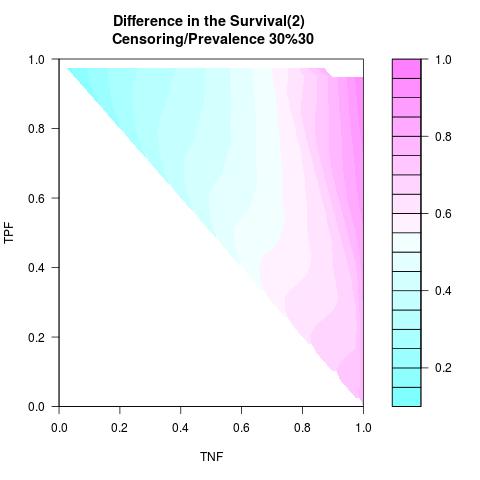 Difference in the Survival(2)
Censoring/Prevalence 30%30
1.0
0.8
0.6
0.4
0.2
0.0
TPF
0.0 0.2 0.4 0.6 0.8 1.0
TNF
1.0
0.8
0.6
0.4
0.2